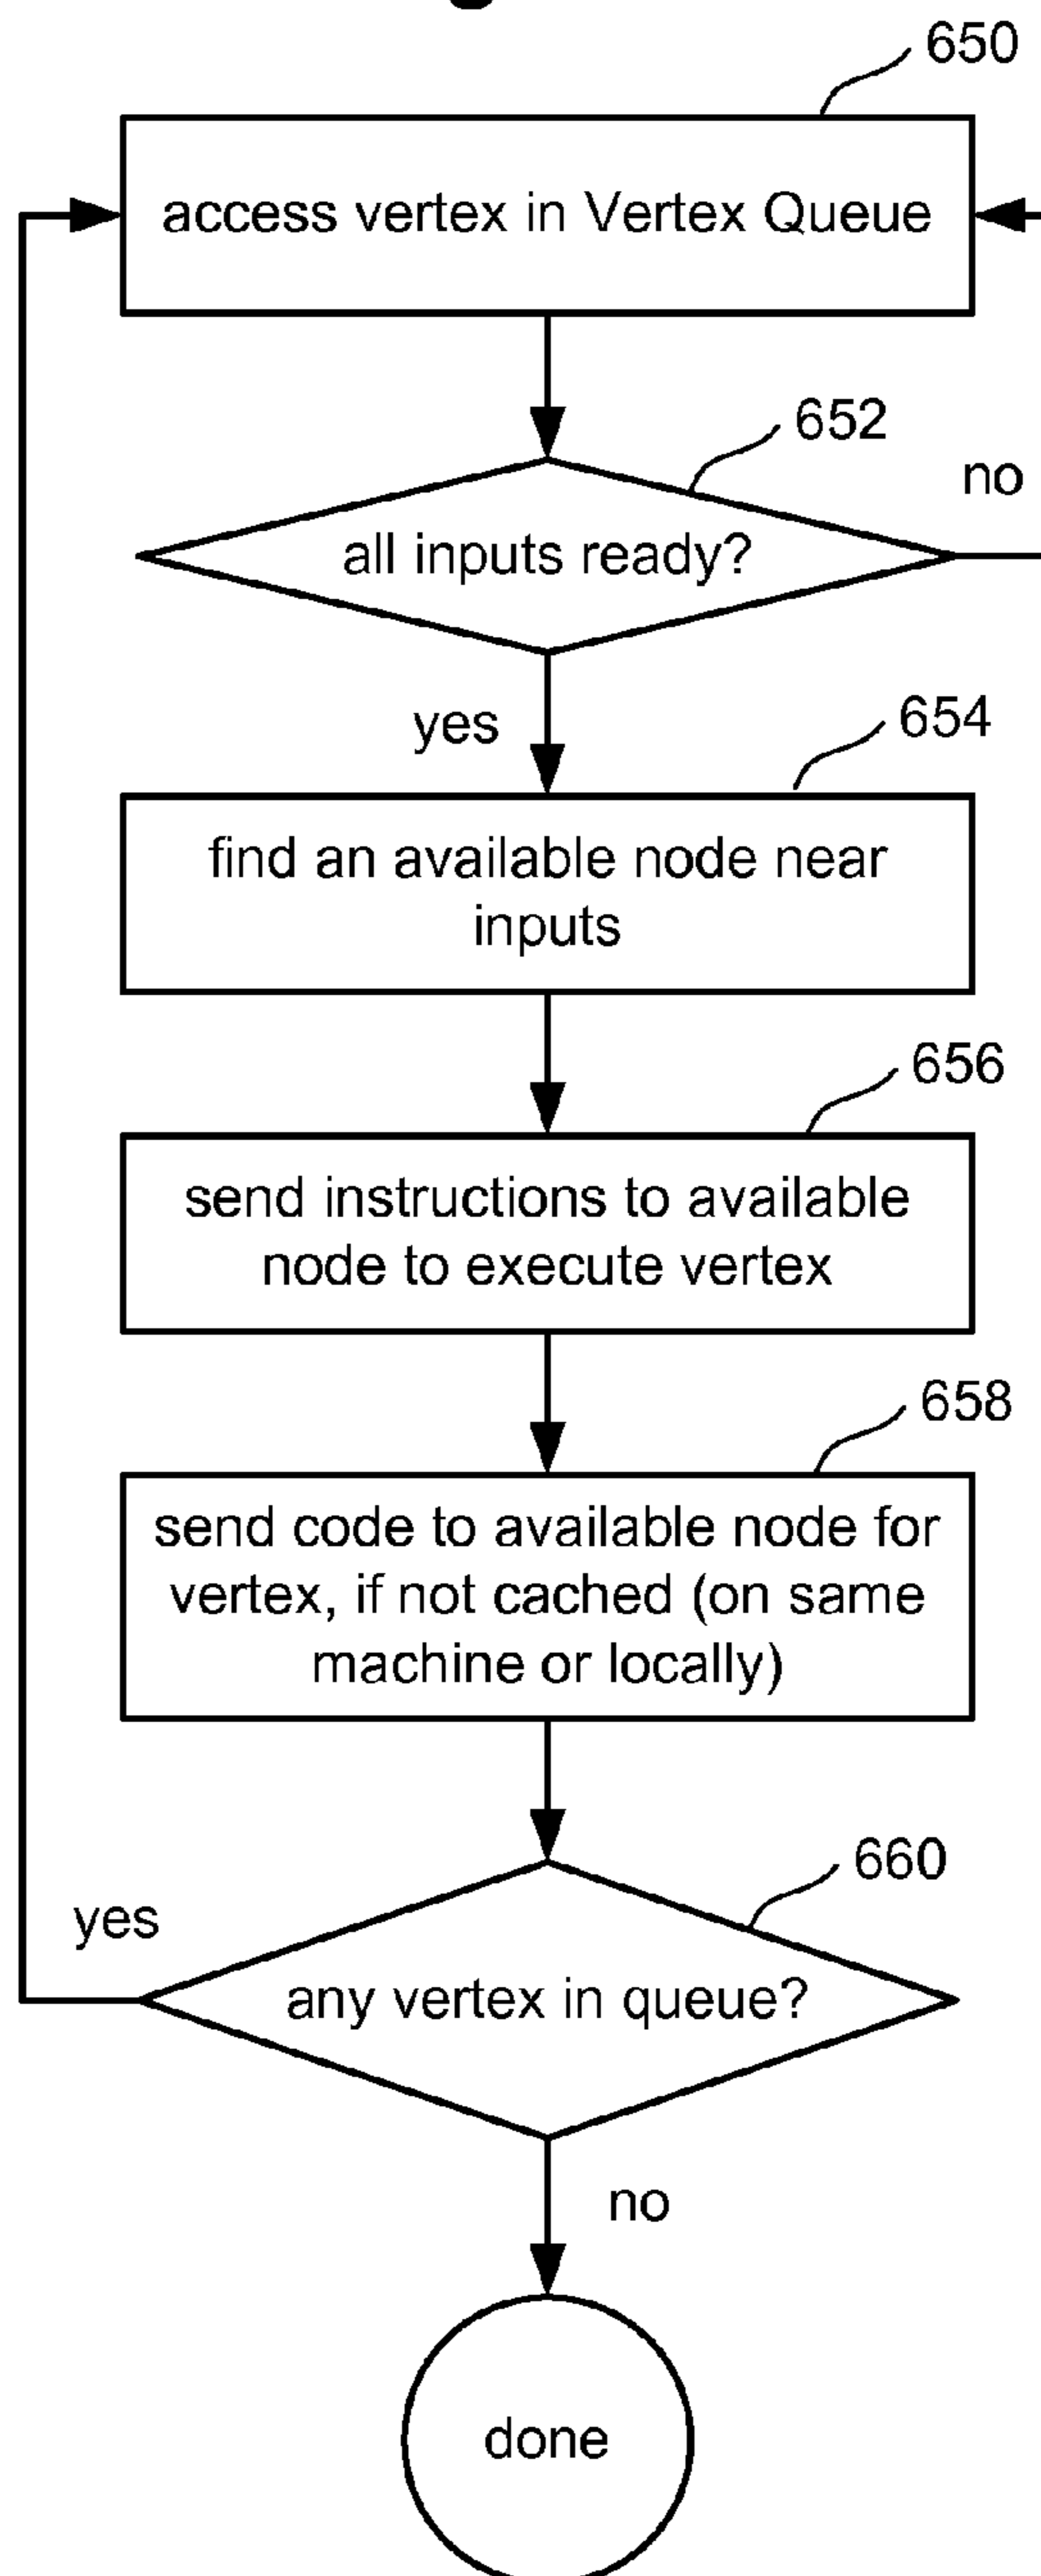 650
access vertex in Vertex Queue
652
no
all inputs ready?
yes
654
find an available node near
inputs
656
send instructions to available
node to execute vertex
658
send code to available node for
vertex, if not cached (on same
machine or locally)
660
yes
any vertex in queue?
no
done